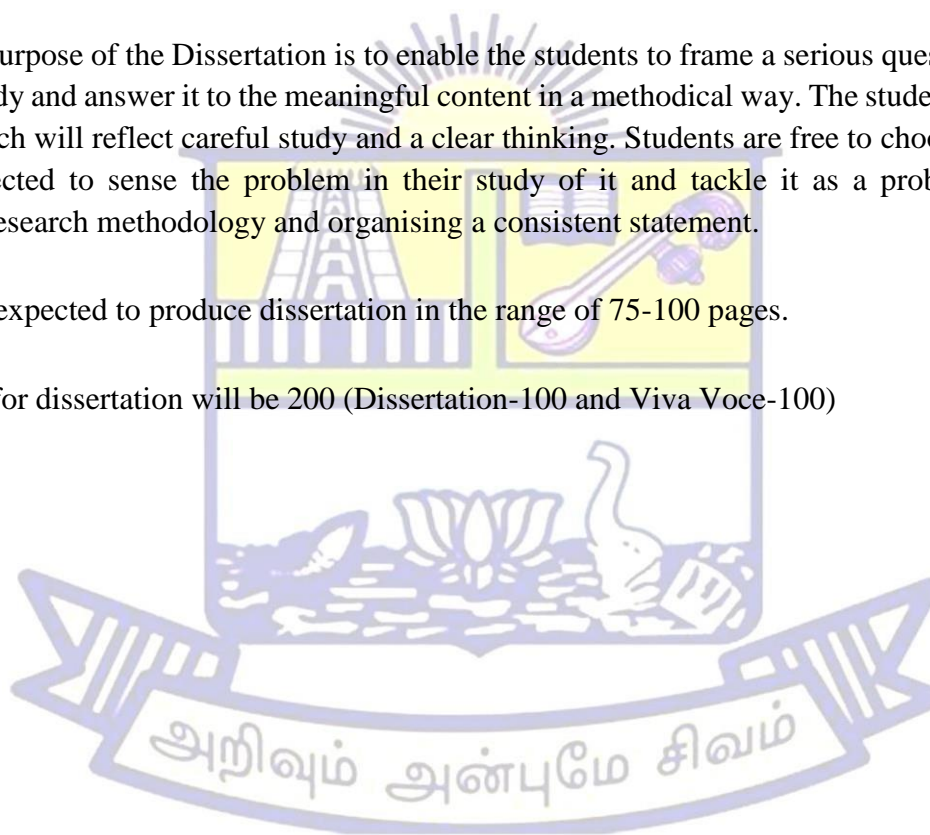 urpose of the Dissertation is to enable the students to frame a serious ques
dy and answer it to the meaningful content in a methodical way. The stude
ch will reflect careful study and a clear thinking. Students are free to choo
ected to sense the problem in their study of it and tackle it as a prob
esearch methodology and organising a consistent statement.
expected to produce dissertation in the range of 75-100 pages.
for dissertation will be 200 (Dissertation-100 and Viva Voce-100)
அறிவும் அன்புமே சிவம்